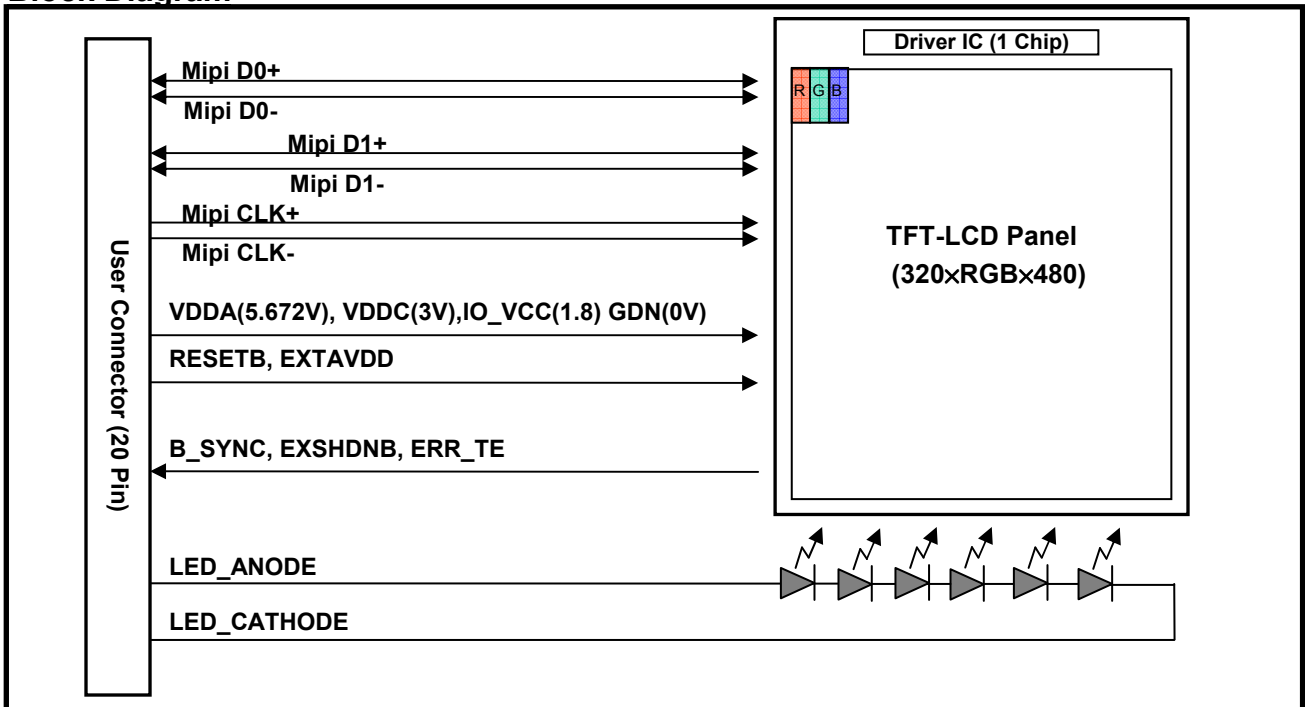 Block Diagram
Driver IC (1 Chip)
Mipi D0+
R G B
Mipi D0-
Mipi D1+
Mipi D1-
Mipi CLK+
Mipi CLK-
TFT-LCD Panel
(320×RGB×480)
User Connector (20 Pin)
VDDA(5.672V), VDDC(3V),IO_VCC(1.8) GDN(0V)
RESETB, EXTAVDD
B_SYNC, EXSHDNB, ERR_TE
LED_ANODE
LED_CATHODE